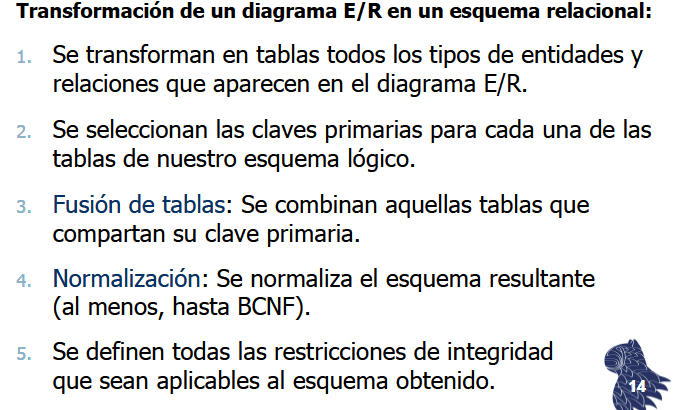 Transformación de un diagrama E/R en un esquema relacional:
1. Se transforman en tablas todos los tipos de entidades y
relaciones que aparecen en el diagrama E/R.
2. Se seleccionan las claves primarias para cada una de las
tablas de nuestro esquema lógico.
3. Fusión de tablas: Se combinan aquellas tablas que
compartan su clave primaria.
4. Normalización: Se normaliza el esquema resultante
(al menos, hasta BCNF).
5. Se definen todas las restricciones de integridad
que sean aplicables al esquema obtenido.
14